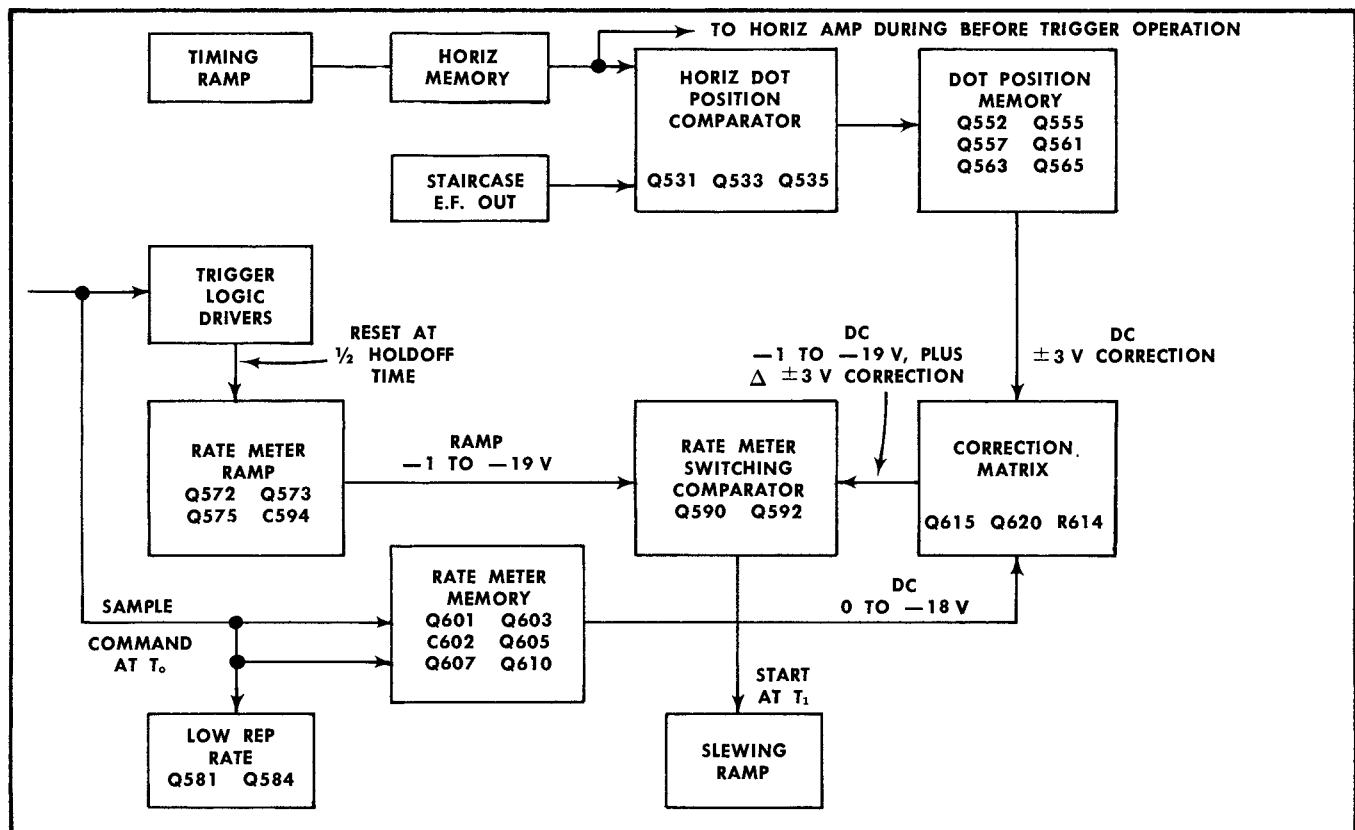 TO HORIZ AMP DURING BEFORE TRIGGER OPERATION
TIMING
RAMP
HORIZ
MEMORY
HORIZ DOT
POSITION
COMPARATOR
Q531 Q533 Q535
DOT POSITION
MEMORY
Q552 Q555
Q557 Q561
Q563 Q565
STAIRCASE
E.F. OUT
TRIGGER
LOGIC
DRIVERS
RESET AT
½ HOLDOFF
TIME
DC
—1 TO —19 V, PLUS
Δ ±3 V CORRECTION
DC
±3 V CORRECTION
RATE METER
RAMP
Q572 Q573
Q575 C594
RAMP
—1 TO —19 V
RATE METER
SWITCHING
COMPARATOR
Q590 Q592
CORRECTION.
MATRIX
Q615 Q620 R614
SAMPLE
COMMAND
AT T₀
RATE METER
MEMORY
Q601 Q603
C602 Q605
Q607 Q610
DC
0 TO —18 V
START
AT T₁
LOW REP
RATE
Q581 Q584
SLEWING
RAMP